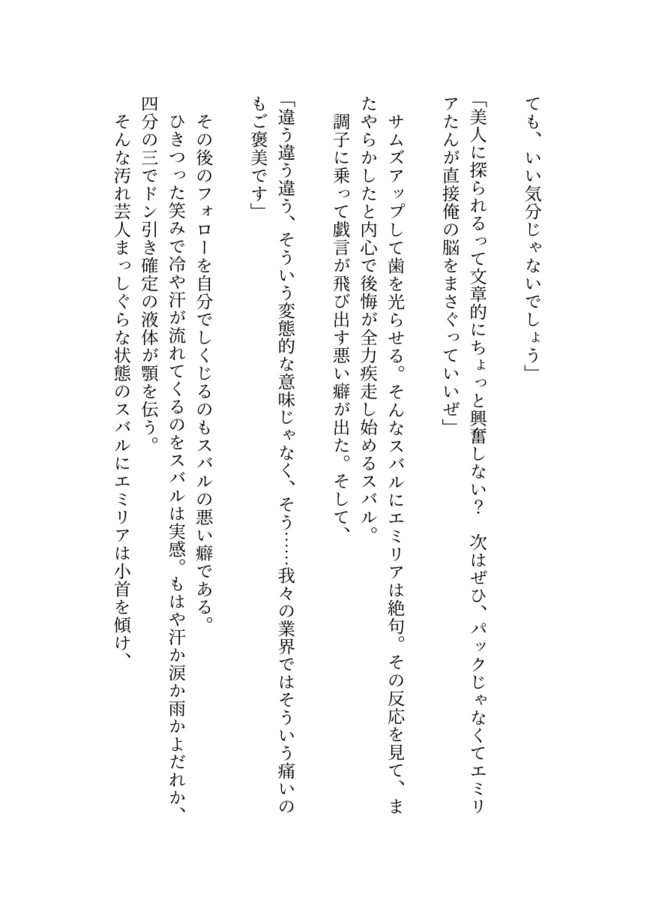 ても、いい気分じゃないでしょう」
「美人に探られるって文章的にちょっと興奮しない？　次はぜひ、パックじゃなくてエミリ
アたんが直接俺の脳をまさぐっていいぜ」
サムズアップして歯を光らせる。そんなスバルにエミリアは絶句。その反応を見て、ま
たやらかしたと内心で後悔が全力疾走し始めるスバル。
調子に乗って戯言が飛び出す悪い癖が出た。そして、
「違う違う違う、そういう変態的な意味じゃなく、そう……我々の業界ではそういう痛いの
もご褒美です」
その後のフォローを自分でしくじるのもスバルの悪い癖である。
ひきつった笑みで冷や汗が流れてくるのをスバルは実感。もはや汗か涙か雨かよだれか、
四分の三でドン引き確定の液体が顎を伝う。
そんな汚れ芸人まっしぐらな状態のスバルにエミリアは小首を傾け、